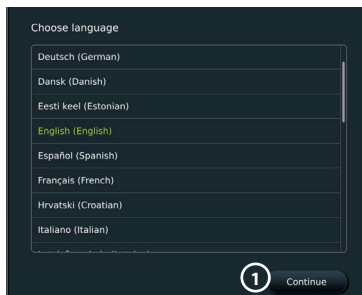 Choose language
Deutsch (German)
Dansk (Danish)
Eesti keel (Estonian)
English (English)
Español (Spanish)
Français (French)
Hrvatski (Croatian)
Italiano (Italian)
1 Continue